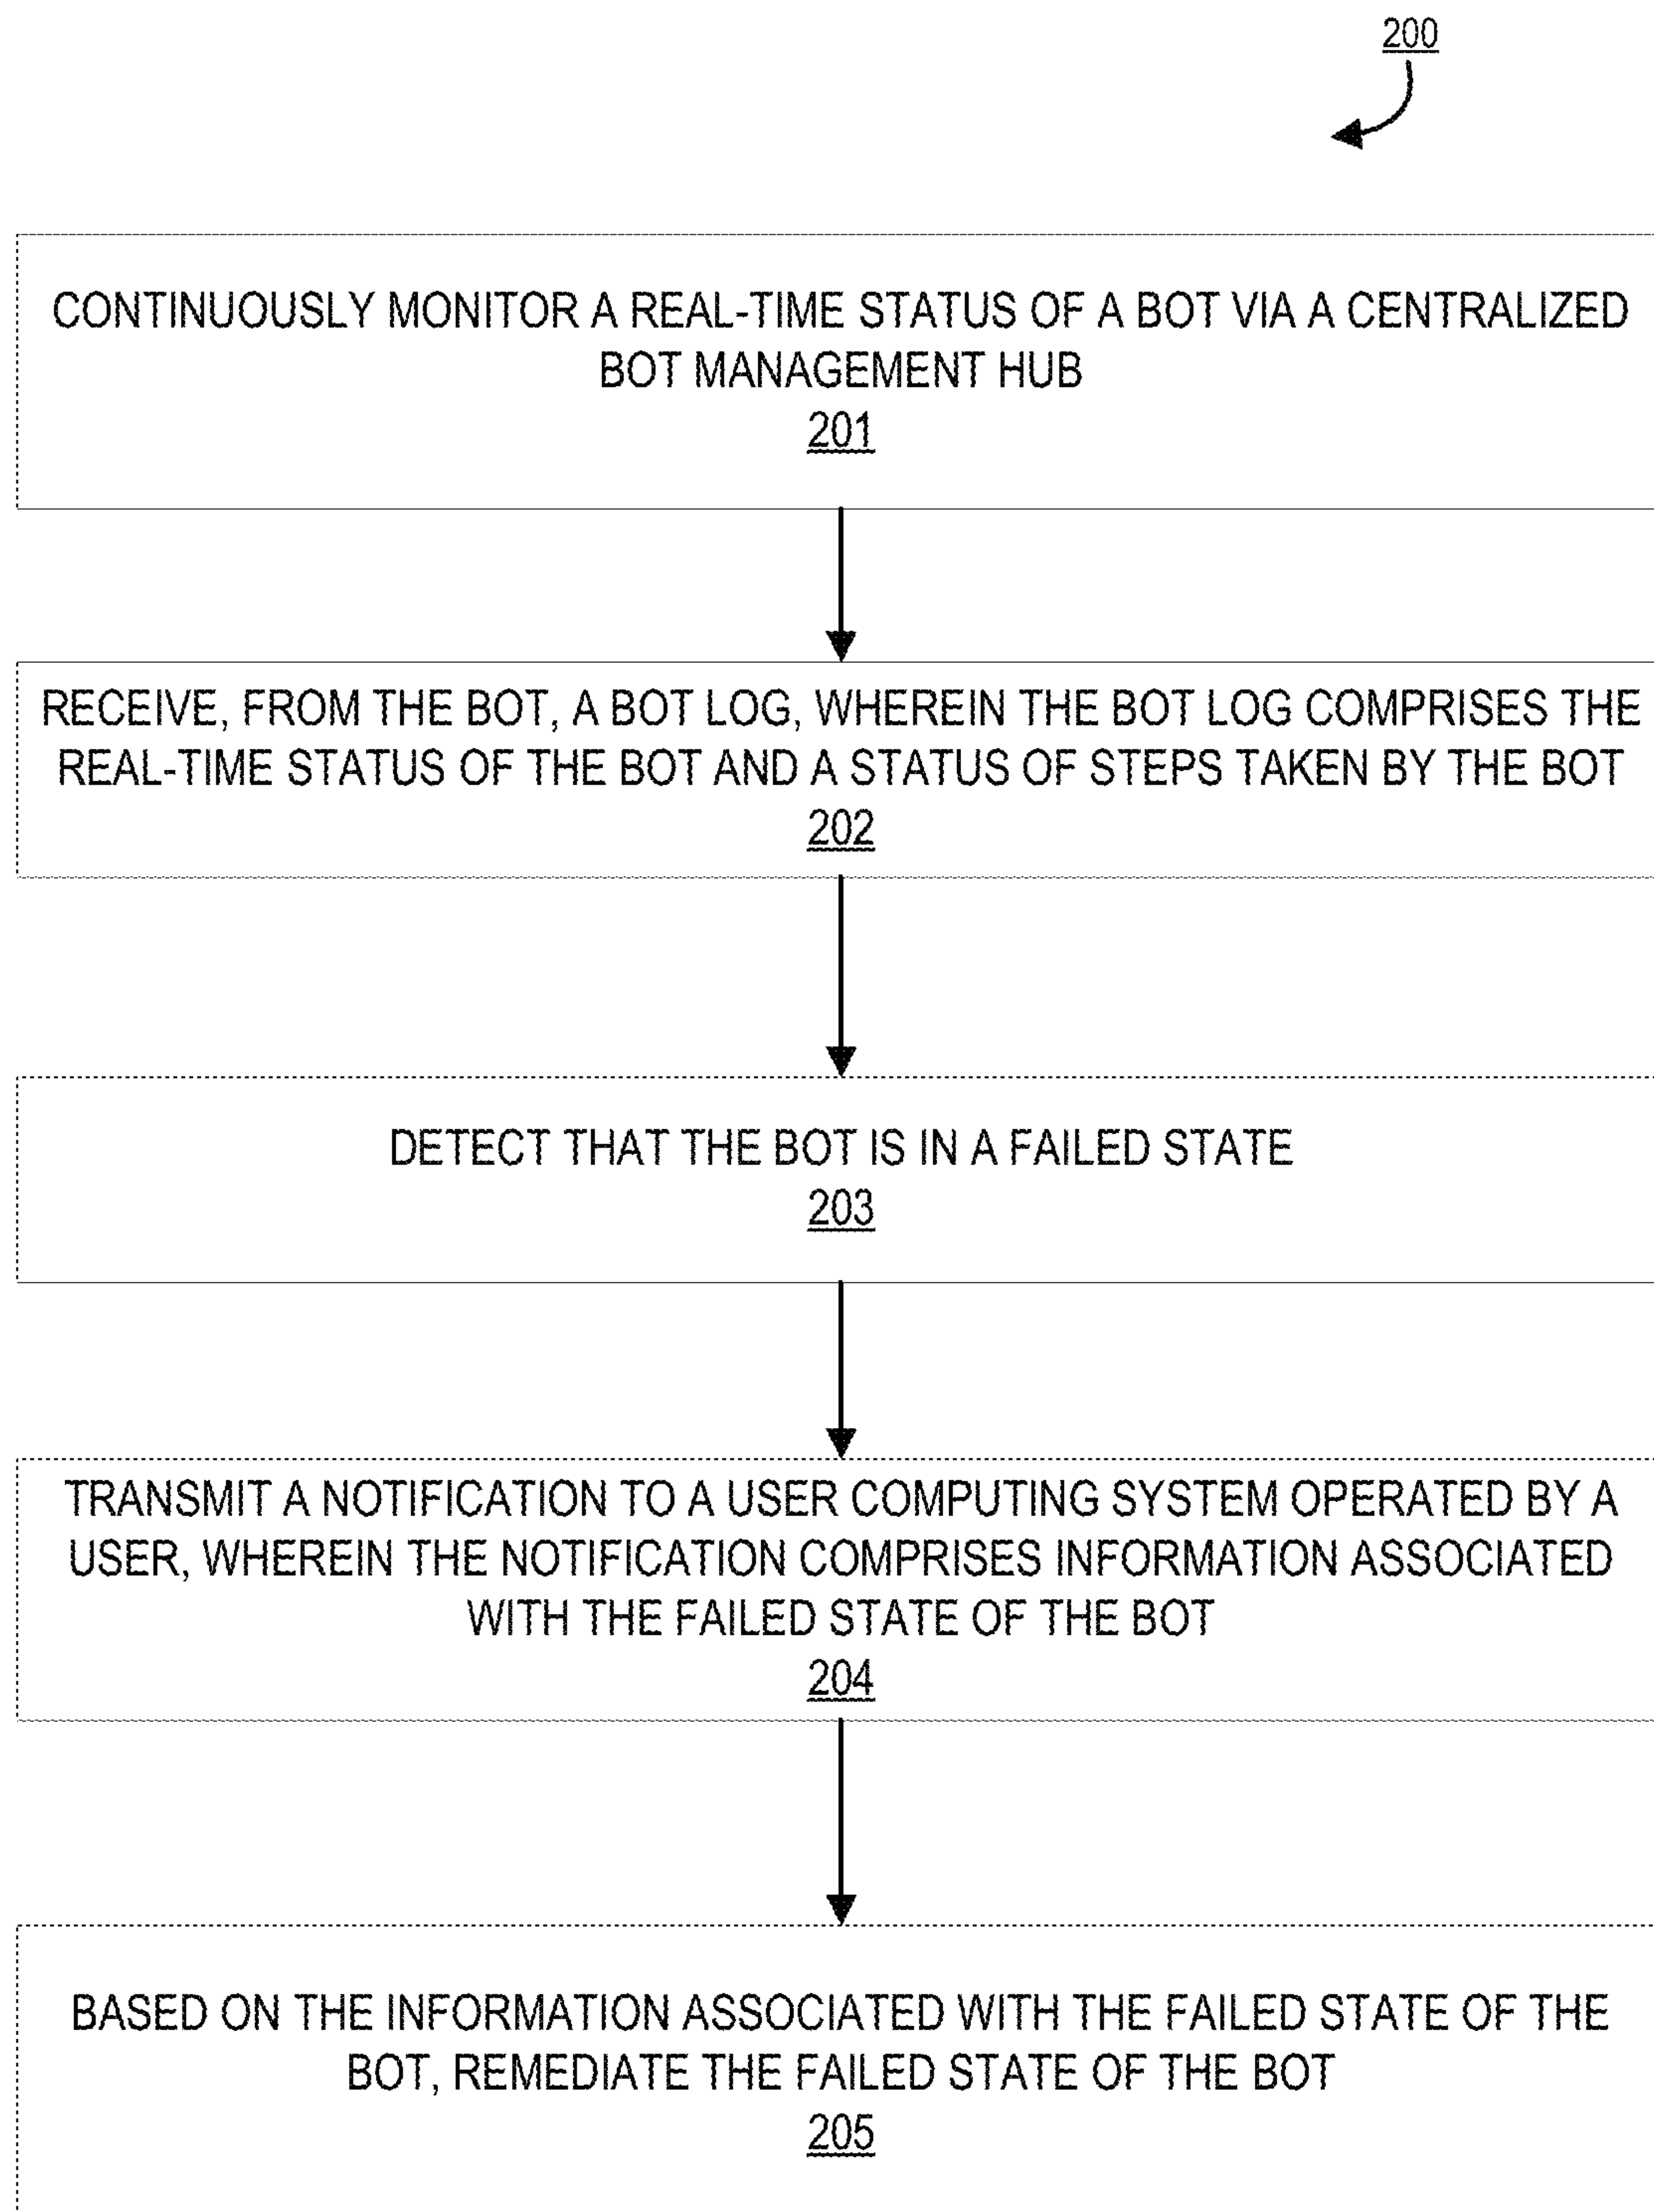 200
CONTINUOUSLY MONITOR A REAL-TIME STATUS OF A BOT VIA A CENTRALIZED
BOT MANAGEMENT HUB
201
RECEIVE, FROM THE BOT, A BOT LOG, WHEREIN THE BOT LOG COMPRISES THE
REAL-TIME STATUS OF THE BOT AND A STATUS OF STEPS TAKEN BY THE BOT
202
DETECT THAT THE BOT IS IN A FAILED STATE
203
TRANSMIT A NOTIFICATION TO A USER COMPUTING SYSTEM OPERATED BY A
USER, WHEREIN THE NOTIFICATION COMPRISES INFORMATION ASSOCIATED
WITH THE FAILED STATE OF THE BOT
204
BASED ON THE INFORMATION ASSOCIATED WITH THE FAILED STATE OF THE
BOT, REMEDIATE THE FAILED STATE OF THE BOT
205